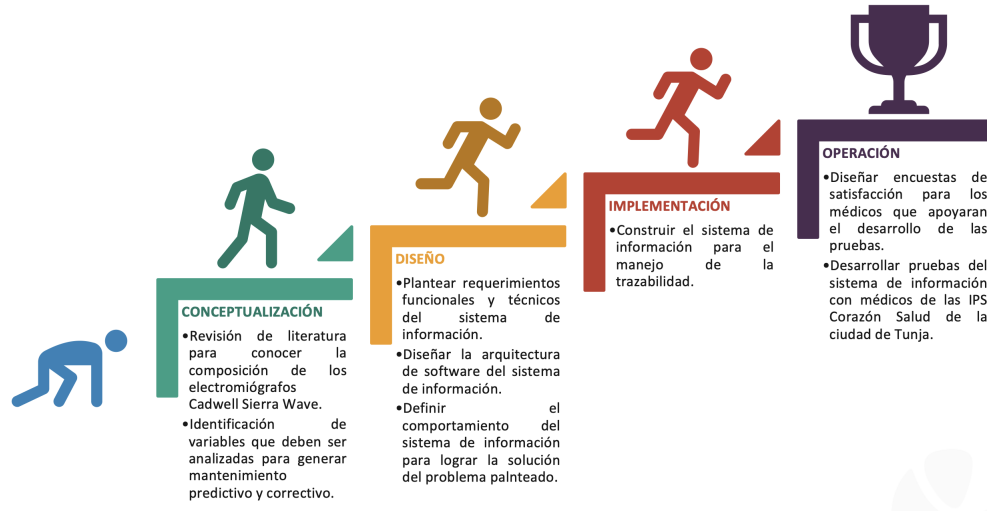 CONCEPTUALIZACIÓN
•Revisión de literatura
para conocer la
composición de los
electromiógrafos
Cadwell Sierra Wave.
•Identificación de
variables que deben ser
analizadas para generar
mantenimiento
predictivo y correctivo.
DISEÑO
•Plantear requerimientos
funcionales y técnicos
del sistema de
información.
•Diseñar la arquitectura
de software del sistema
de información.
•Definir el
comportamiento del
sistema de información
para lograr la solución
del problema palnteado.
IMPLEMENTACIÓN
•Construir el sistema de
información para el
manejo de la
trazabilidad.
OPERACIÓN
•Diseñar encuestas de
satisfacción para los
médicos que apoyaran
el desarrollo de las
pruebas.
•Desarrollar pruebas del
sistema de información
con médicos de las IPS
Corazón Salud de la
ciudad de Tunja.